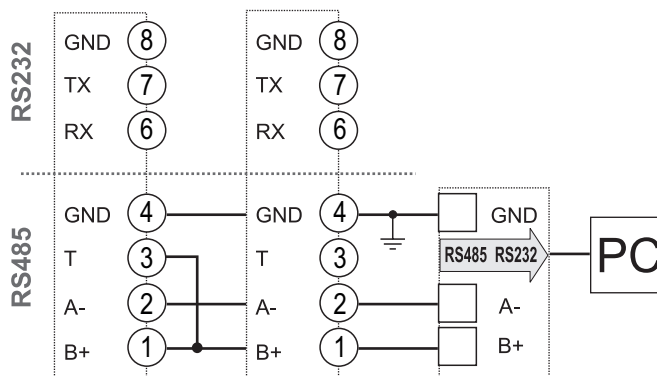 RS232
GND 8 GND 8
TX 7 TX 7
RX 6 RX 6
RS485
GND 4 GND 4 GND
T 3 T 3 RS485 RS232 PC
A- 2 A- 2 A-
B+ 1 B+ 1 B+